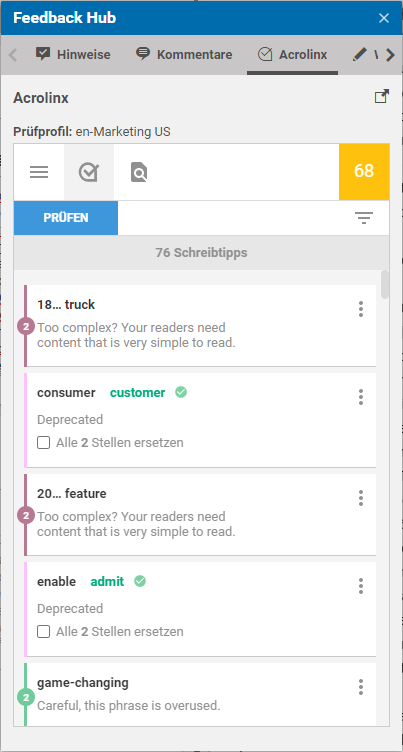 Feedback Hub
Hinweise Kommentare Acrolinx
Acrolinx
Prüfprofil: en-Marketing US
68
PRÜFEN
76 Schreibtipps
18... truck
2
Too complex? Your readers need
content that is very simple to read.
consumer customer
Deprecated
Alle 2 Stellen ersetzen
20... feature
2
Too complex? Your readers need
content that is very simple to read.
enable admit
Deprecated
Alle 2 Stellen ersetzen
game-changing
2
Careful, this phrase is overused.